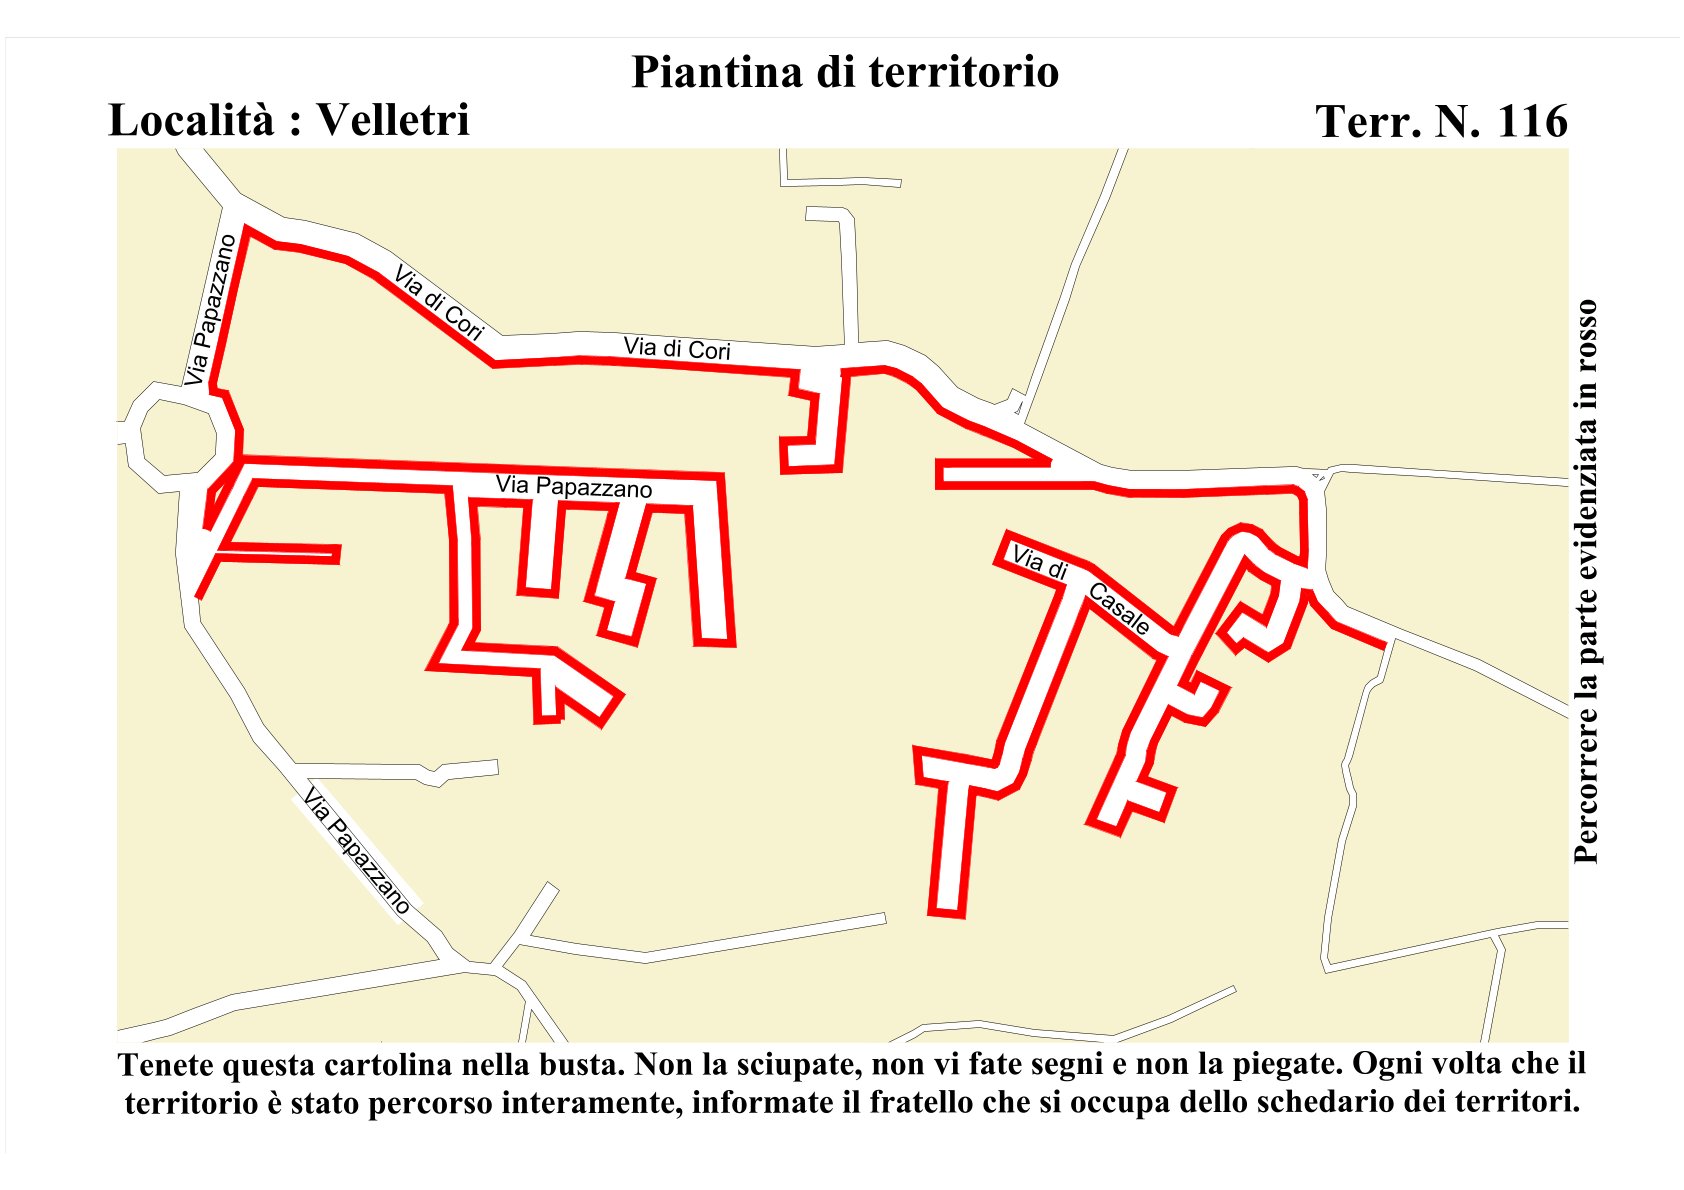 Piantina di territorio
Località : Velletri
Terr. N. 116
Via Papazzano
Via di Cori
Via di Cori
Via Papazzano
Via di
Casale
Via Papazzano
Percorrere la parte evidenziata in rosso
Tenete questa cartolina nella busta. Non la sciupate, non vi fate segni e non la piegate. Ogni volta che il
territorio è stato percorso interamente, informate il fratello che si occupa dello schedario dei territori.